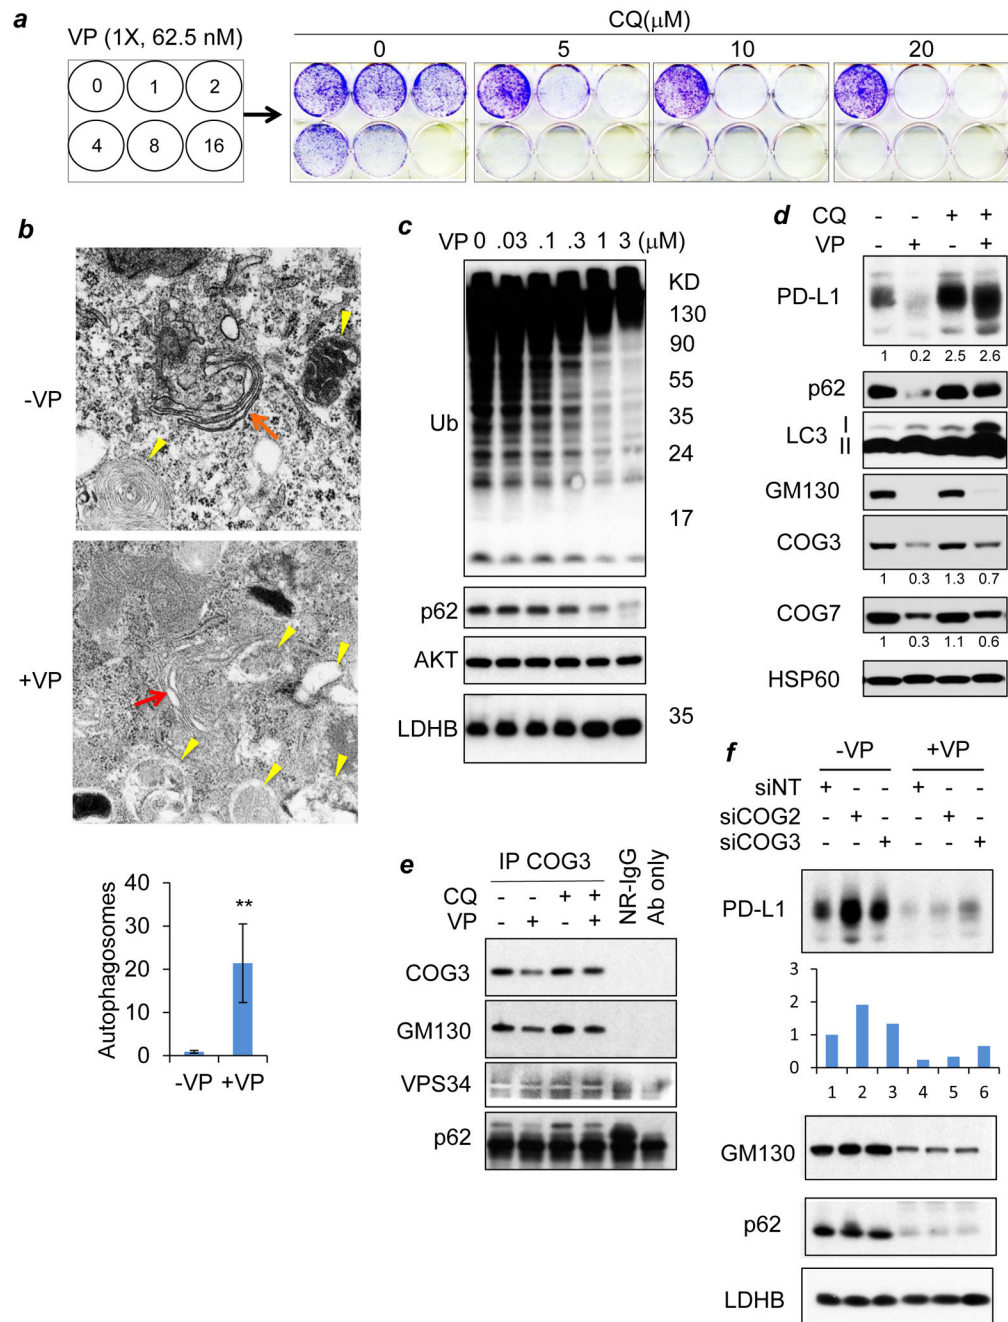 a
VP (1X, 62.5 nM)
0 1 2
4 8 16
CQ(μM)
0 5 10 20
b
-VP
+VP
Autophagosomes
40
30
20
10
0
**
-VP +VP
c
VP 0 .03 .1 .3 1 3 (μM)
KD
130
90
55
35
24
17
Ub
p62
AKT
LDHB
35
d
CQ - - + +
VP - + - +
PD-L1
1 0.2 2.5 2.6
p62
LC3 I
II
GM130
COG3
1 0.3 1.3 0.7
COG7
1 0.3 1.1 0.6
HSP60
e
IP COG3
NR-IgG
Ab only
CQ - - + +
VP - + - +
COG3
GM130
VPS34
p62
f
-VP +VP
siNT + - - + - -
siCOG2 - + - - + -
siCOG3 - - + - - +
PD-L1
3
2
1
0
1 2 3 4 5 6
GM130
p62
LDHB